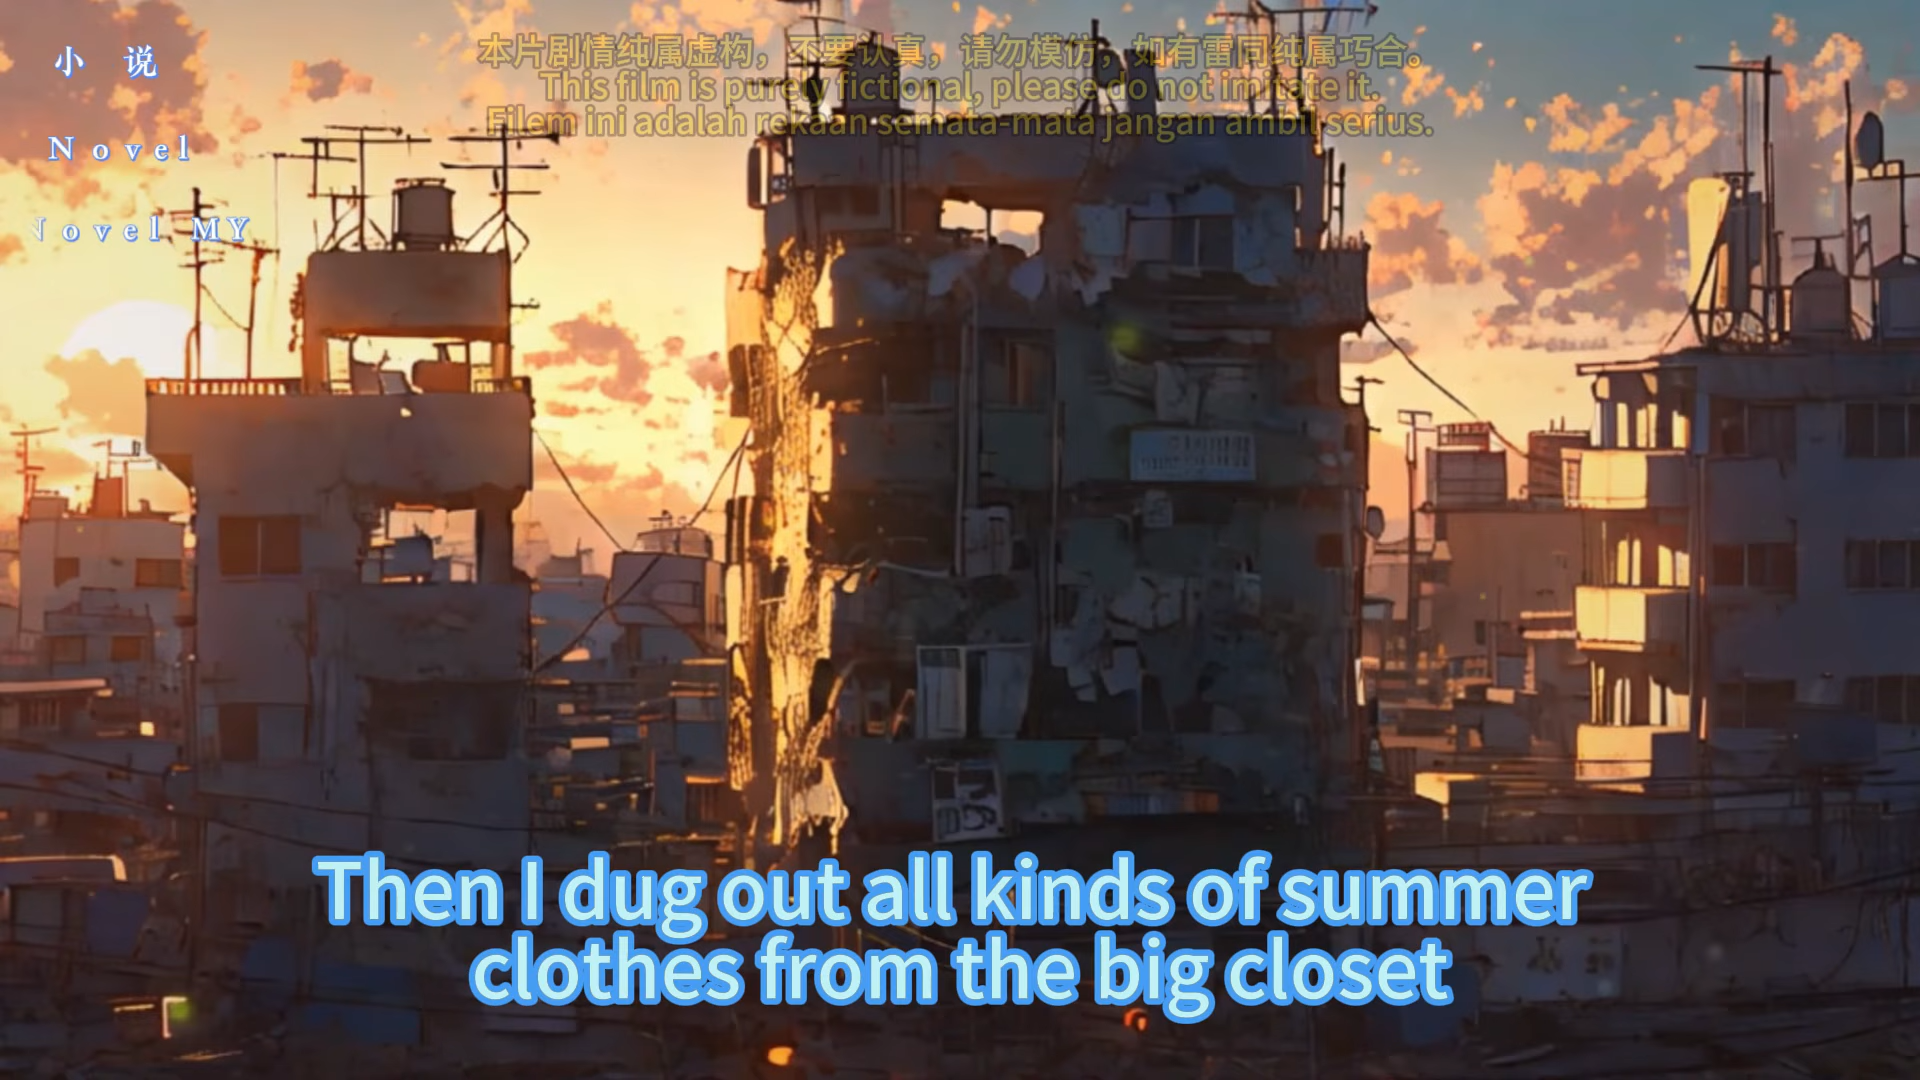 小 说
Novel
Novel MY
本片剧情纯属虚构，不要认真，请勿模仿，如有雷同纯属巧合。
This film is purely fictional, please do not imitate it.
Filem ini adalah rekaan semata-mata jangan ambil serius.
Then I dug out all kinds of summer
clothes from the big closet